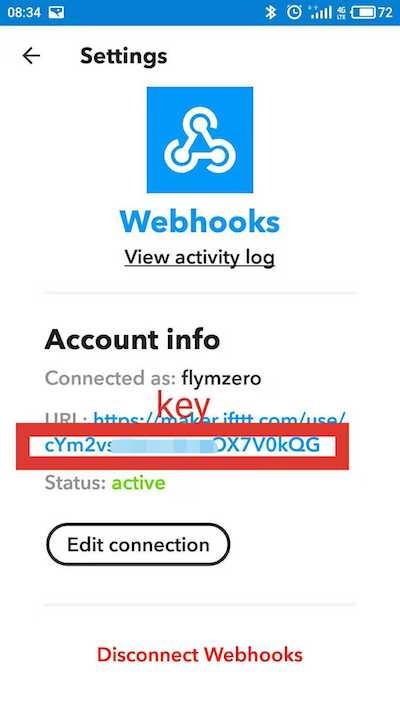 08:34 4G LTE 72
Settings
Webhooks
View activity log
Account info
Connected as: flymzero
key
URL: https://maker.ifttt.com/use/
cYm2vs OX7V0kQG
Status: active
Edit connection
Disconnect Webhooks